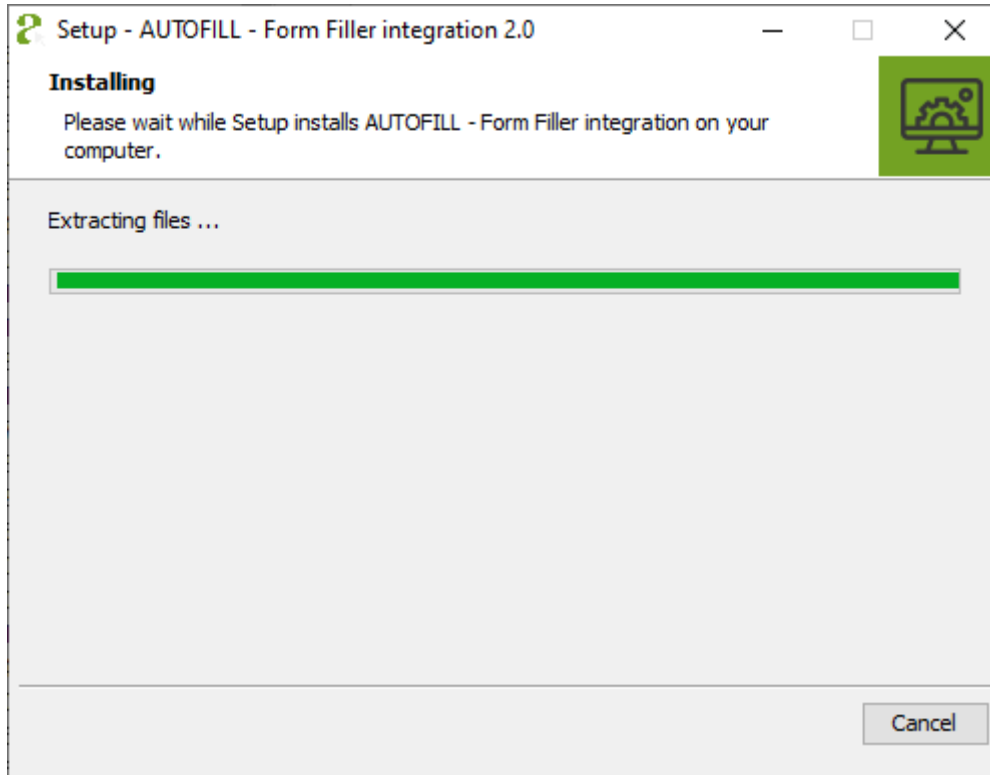 Setup - AUTOFILL - Form Filler integration 2.0
Installing
Please wait while Setup installs AUTOFILL - Form Filler integration on your
computer.
Extracting files ...
Cancel